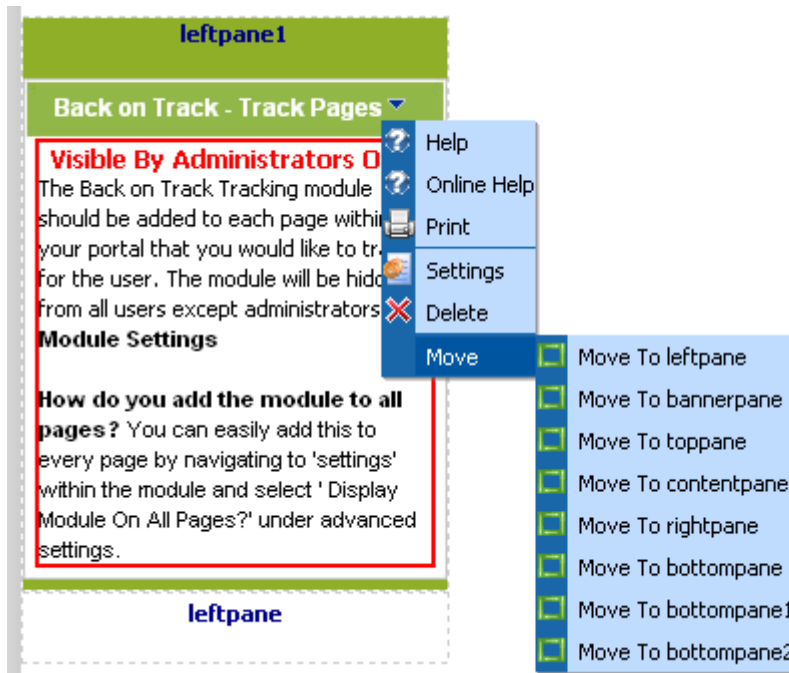 leftpane1
Back on Track - Track Pages
Visible By Administrators O
The Back on Track Tracking module
should be added to each page withi
your portal that you would like to tr
for the user. The module will be hidd
from all users except administrators
Module Settings
How do you add the module to all
pages? You can easily add this to
every page by navigating to 'settings'
within the module and select ' Display
Module On All Pages?' under advanced
settings.
leftpane
Help
Online Help
Print
Settings
Delete
Move
Move To leftpane
Move To bannerpane
Move To toppane
Move To contentpane
Move To rightpane
Move To bottompane
Move To bottompane1
Move To bottompane2